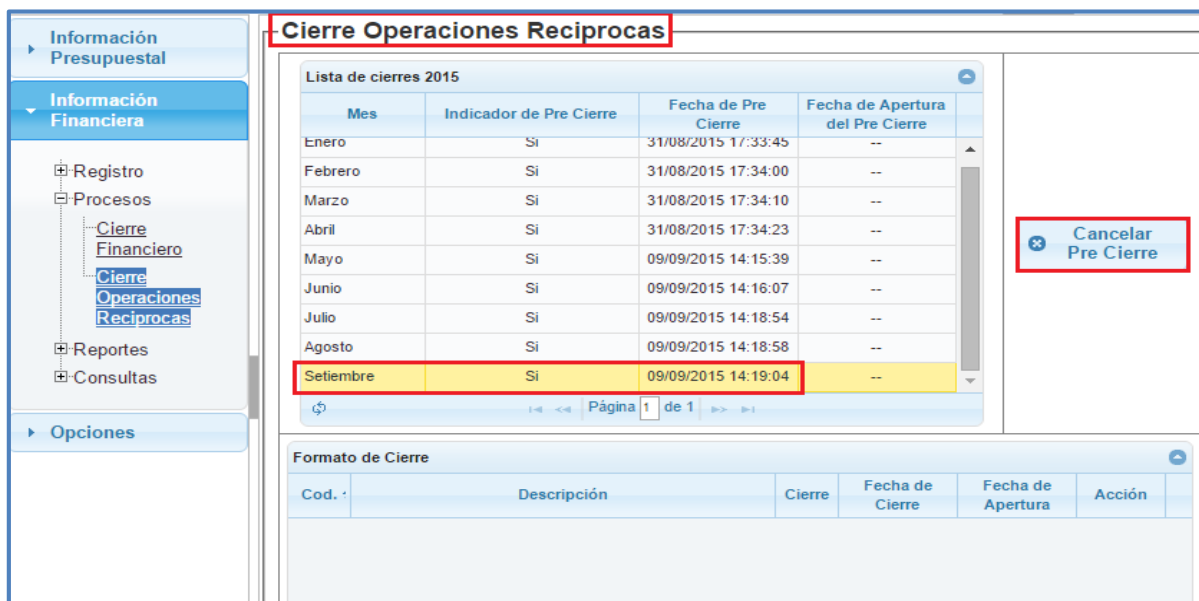 Información
Presupuestal
Información
Financiera
Registro
Procesos
Cierre
Financiero
Cierre
Operaciones
Reciprocas
Reportes
Consultas
Opciones
Cierre Operaciones Reciprocas
Lista de cierres 2015
Mes Indicador de Pre Cierre Fecha de Pre Cierre Fecha de Apertura del Pre Cierre
Enero Si 31/08/2015 17:33:45 --
Febrero Si 31/08/2015 17:34:00 --
Marzo Si 31/08/2015 17:34:10 --
Abril Si 31/08/2015 17:34:23 --
Mayo Si 09/09/2015 14:15:39 --
Junio Si 09/09/2015 14:16:07 --
Julio Si 09/09/2015 14:18:54 --
Agosto Si 09/09/2015 14:18:58 --
Setiembre Si 09/09/2015 14:19:04 --
Página 1 de 1
Cancelar
Pre Cierre
Formato de Cierre
Cod. Descripción Cierre Fecha de Cierre Fecha de Apertura Acción